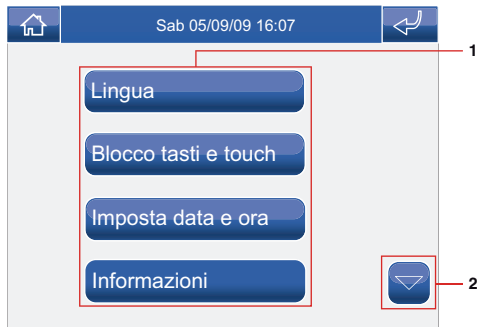 Sab 05/09/09 16:07
1
Lingua
Blocco tasti e touch
Imposta data e ora
Informazioni
2